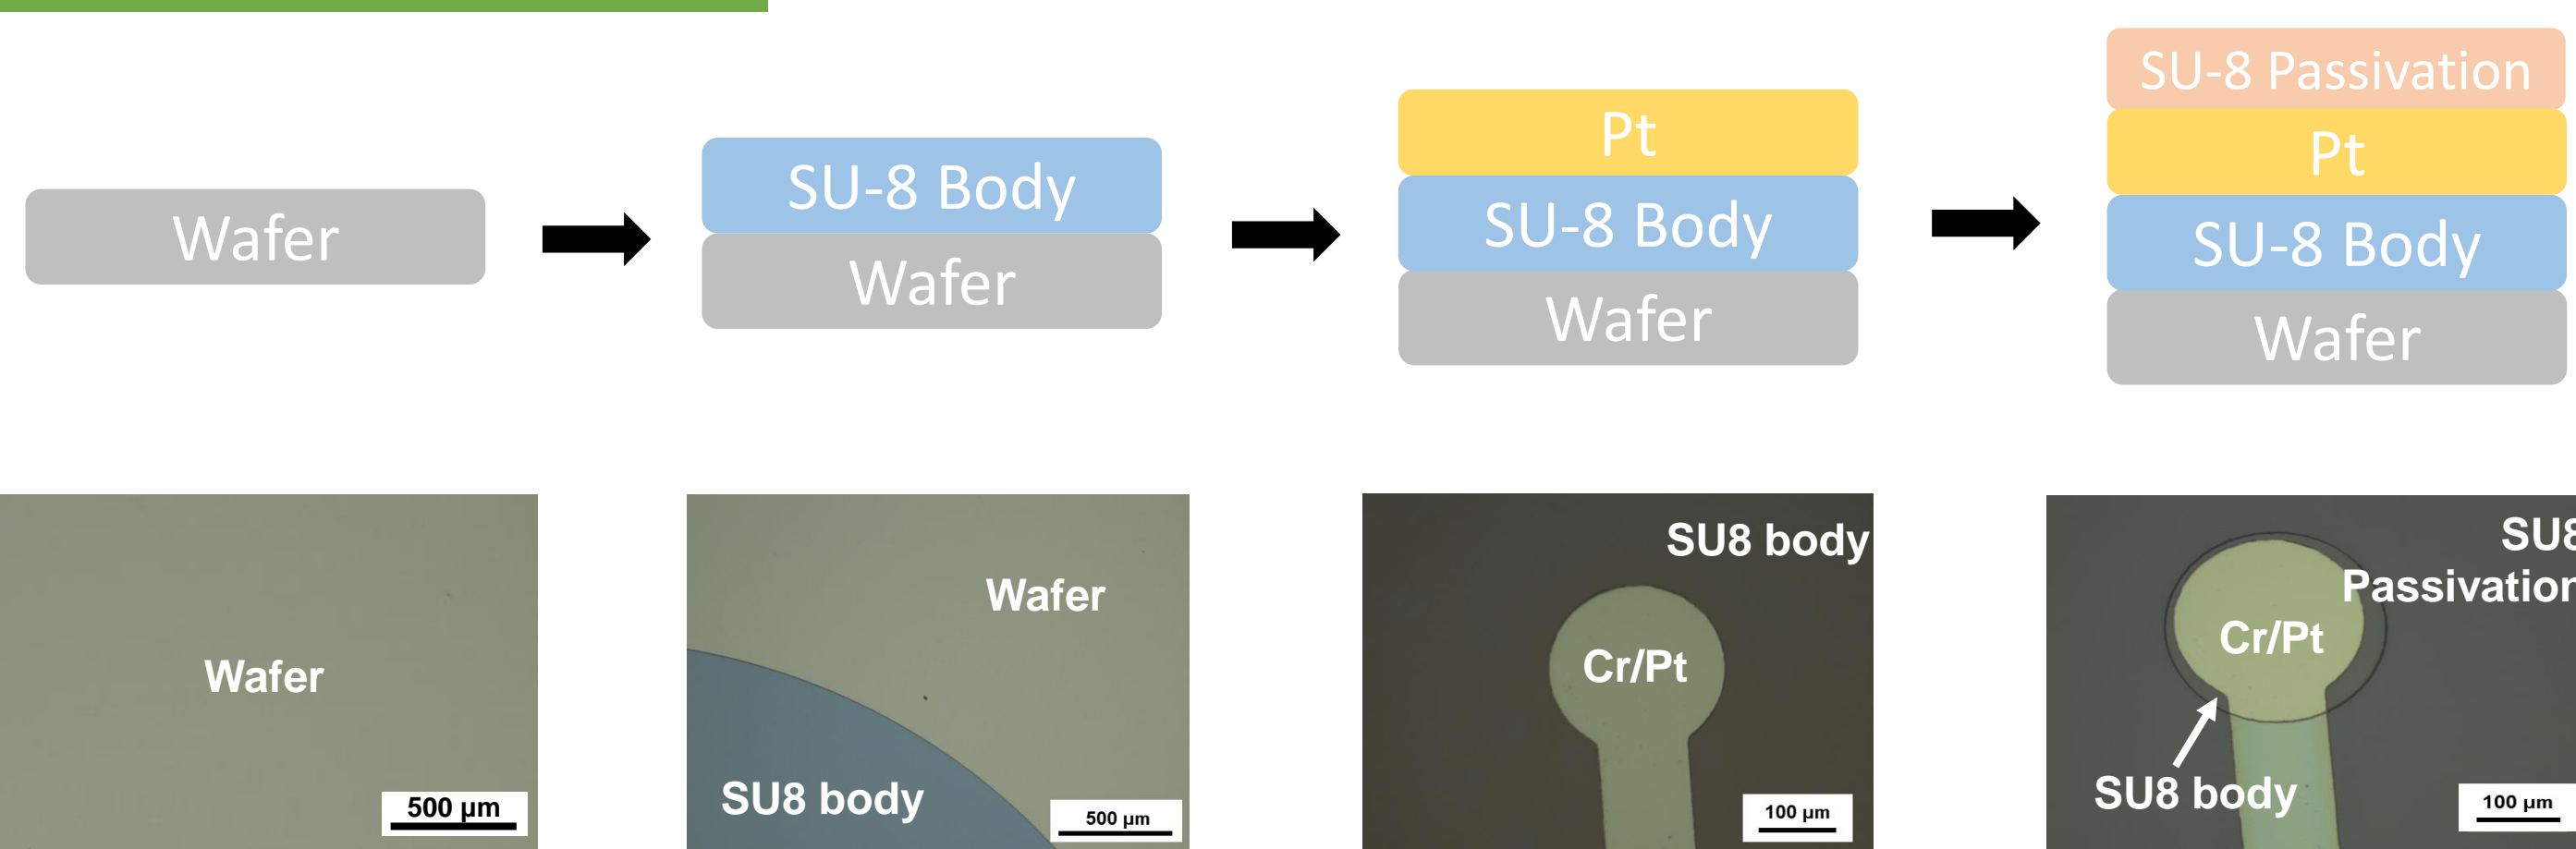 Wafer
SU-8 Body
Wafer
Pt
SU-8 Body
Wafer
SU-8 Passivation
Pt
SU-8 Body
Wafer
Wafer
500 µm
Wafer
SU8 body
500 µm
SU8 body
Cr/Pt
100 µm
SU8
Passivation
Cr/Pt
SU8 body
100 µm